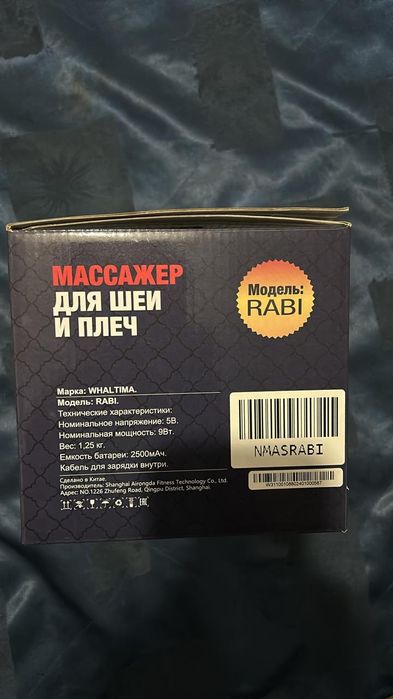 МАССАЖЕР
ДЛЯ ШЕИ
И ПЛЕЧ
Модель:
RABI
Марка: WHALTIMA.
Модель: RABI.
Технические характеристики:
Номинальное напряжение: 5В.
Номинальная мощность: 9Вт.
Вес: 1,25 кг.
Емкость батареи: 2500мАч.
Кабель для зарядки внутри.
Сделано в Китае.
Производитель: Shanghai Airongda Fitness Technology Co., Ltd.
Адрес: NO.1226 Zhufeng Road, Qingpu District, Shanghai.
NMASRABI